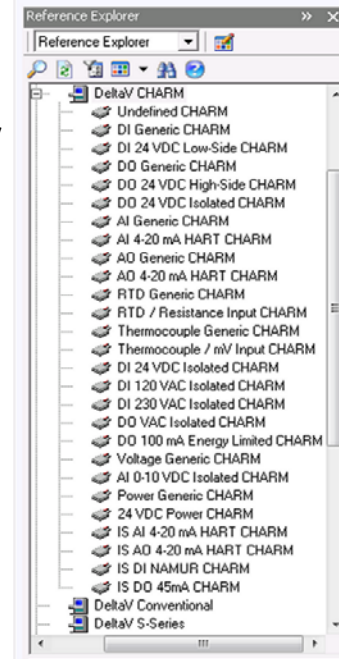 Reference Explorer
Reference Explorer
DeltaV CHARM
Undefined CHARM
DI Generic CHARM
DI 24 VDC Low-Side CHARM
DO Generic CHARM
DO 24 VDC High-Side CHARM
DO 24 VDC Isolated CHARM
AI Generic CHARM
AI 4-20 mA HART CHARM
AO Generic CHARM
AO 4-20 mA HART CHARM
RTD Generic CHARM
RTD / Resistance Input CHARM
Thermocouple Generic CHARM
Thermocouple / mV Input CHARM
DI 24 VDC Isolated CHARM
DI 120 VAC Isolated CHARM
DI 230 VAC Isolated CHARM
DO VAC Isolated CHARM
DO 100 mA Energy Limited CHARM
Voltage Generic CHARM
AI 0-10 VDC Isolated CHARM
Power Generic CHARM
24 VDC Power CHARM
IS AI 4-20 mA HART CHARM
IS AO 4-20 mA HART CHARM
IS DI NAMUR CHARM
IS DO 45mA CHARM
DeltaV Conventional
DeltaV S-Series